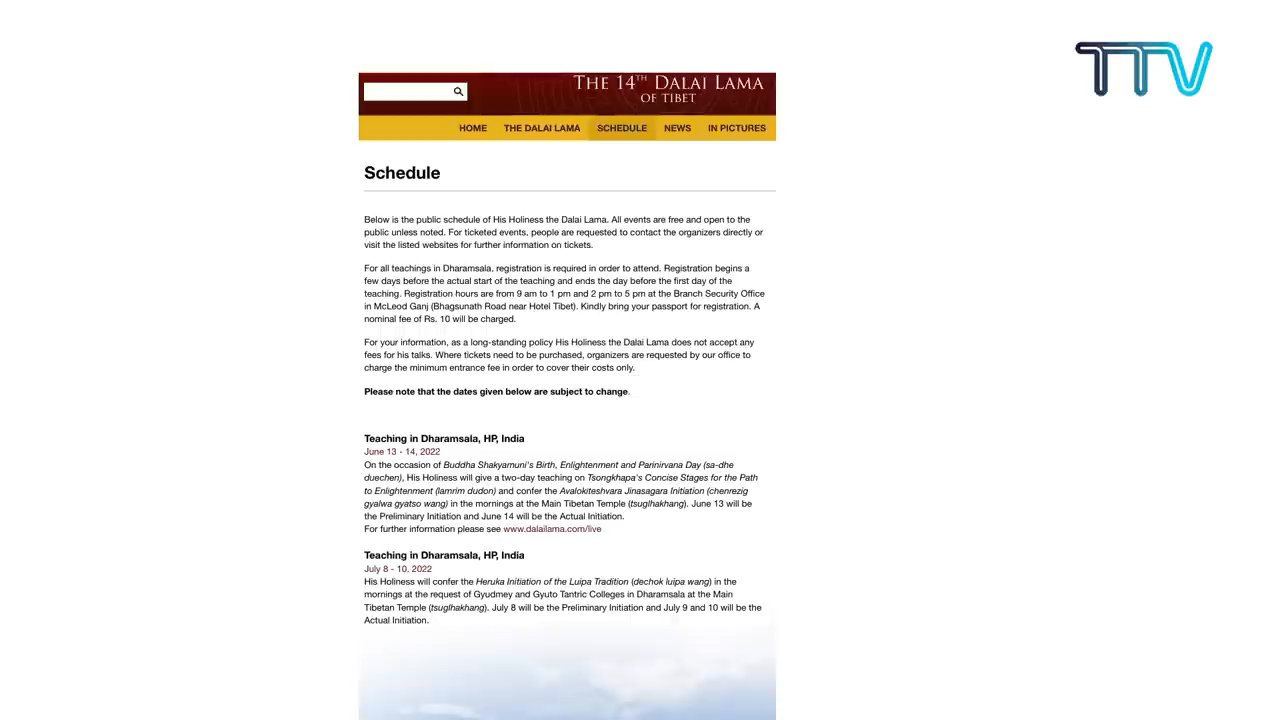 TTV
THE 14TH DALAI LAMA
OF TIBET
HOME THE DALAI LAMA SCHEDULE NEWS IN PICTURES
Schedule
Below is the public schedule of His Holiness the Dalai Lama. All events are free and open to the
public unless noted. For ticketed events, people are requested to contact the organizers directly or
visit the listed websites for further information on tickets.
For all teachings in Dharamsala, registration is required in order to attend. Registration begins a
few days before the actual start of the teaching and ends the day before the first day of the
teaching. Registration hours are from 9 am to 1 pm and 2 pm to 5 pm at the Branch Security Office
in McLeod Ganj (Bhagsunath Road near Hotel Tibet). Kindly bring your passport for registration. A
nominal fee of Rs. 10 will be charged.
For your information, as a long-standing policy His Holiness the Dalai Lama does not accept any
fees for his talks. Where tickets need to be purchased, organizers are requested by our office to
charge the minimum entrance fee in order to cover their costs only.
Please note that the dates given below are subject to change.
Teaching in Dharamsala, HP, India
June 13 - 14, 2022
On the occasion of Buddha Shakyamuni's Birth, Enlightenment and Parinirvana Day (sa-dhe
duechen), His Holiness will give a two-day teaching on Tsongkhapa's Concise Stages for the Path
to Enlightenment (lamrim dudon) and confer the Avalokiteshvara Jinasagara Initiation (chenrezig
gyalwa gyatso wang) in the mornings at the Main Tibetan Temple (tsuglhakhang). June 13 will be
the Preliminary Initiation and June 14 will be the Actual Initiation.
For further information please see www.dalailama.com/live
Teaching in Dharamsala, HP, India
July 8 - 10, 2022
His Holiness will confer the Heruka Initiation of the Luipa Tradition (dechok luipa wang) in the
mornings at the request of Gyudmey and Gyuto Tantric Colleges in Dharamsala at the Main
Tibetan Temple (tsuglhakhang). July 8 will be the Preliminary Initiation and July 9 and 10 will be the
Actual Initiation.